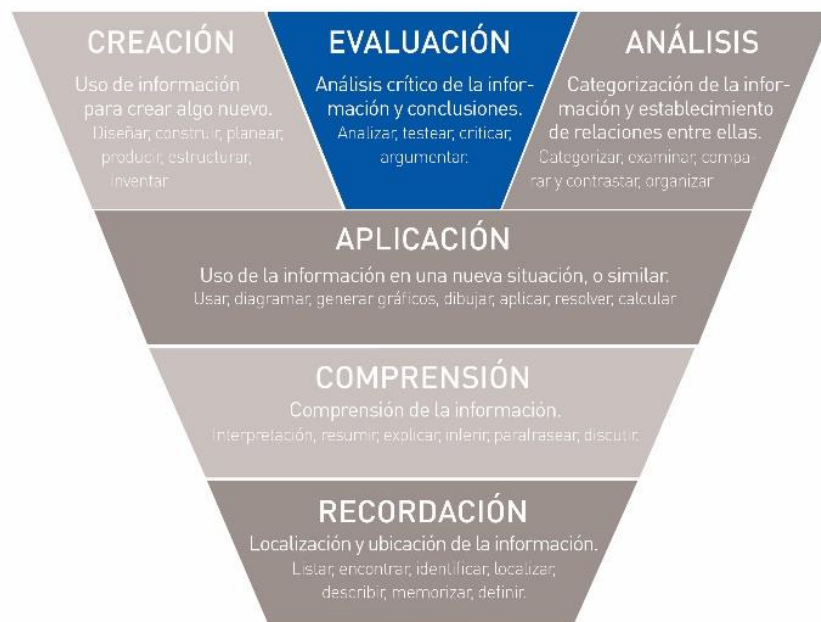 CREACIÓN
Uso de información
para crear algo nuevo.
Diseñar, construir, planear,
producir, estructurar,
inventar
EVALUACIÓN
Análisis crítico de la infor-
mación y conclusiones.
Analizar, testear, criticar,
argumentar.
ANÁLISIS
Categorización de la infor-
mación y establecimiento
de relaciones entre ellas.
Categorizar, examinar, compa-
rar y contrastar, organizar
APLICACIÓN
Uso de la información en una nueva situación, o similar.
Usar, diagramar, generar gráficos, dibujar, aplicar, resolver, calcular
COMPRENSIÓN
Comprensión de la información.
Interpretación, resumir, explicar, inferir, parafrasear, discutir.
RECORDACIÓN
Localización y ubicación de la información.
Listar, encontrar, identificar, localizar,
describir, memorizar, definir.